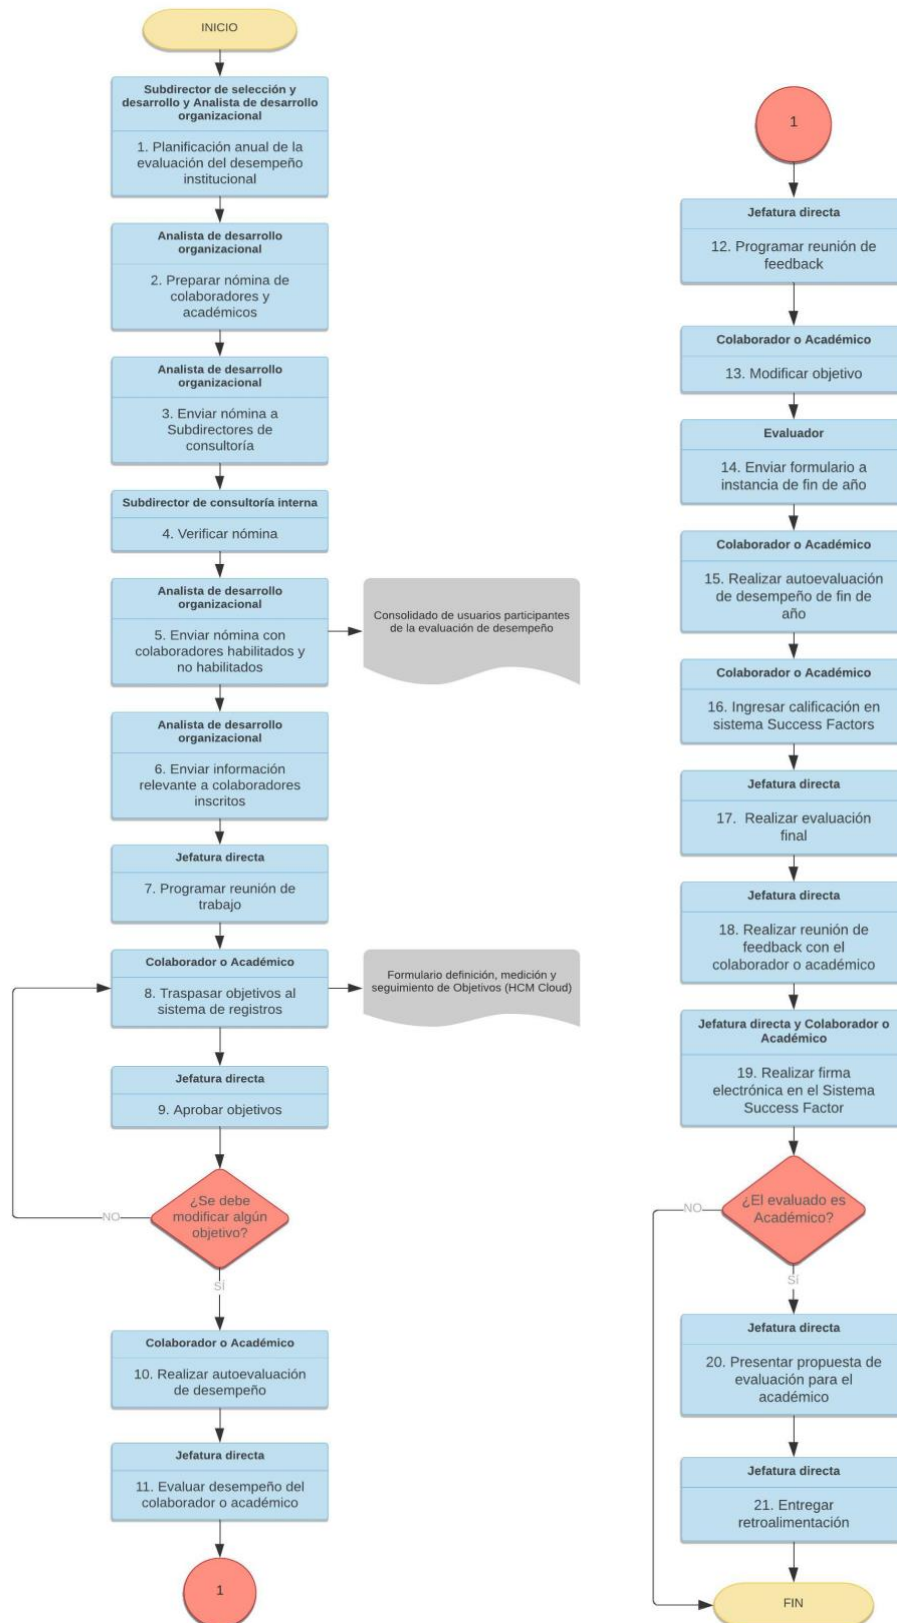 INICIO
Subdirector de selección y
desarrollo y Analista de desarrollo
organizacional
1. Planificación anual de la
evaluación del desempeño
institucional
Analista de desarrollo
organizacional
2. Preparar nómina de
colaboradores y
académicos
Analista de desarrollo
organizacional
3. Enviar nómina a
Subdirectores de
consultoría
Subdirector de consultoría interna
4. Verificar nómina
Analista de desarrollo
organizacional
5. Enviar nómina con
colaboradores habilitados y
no habilitados
Consolidado de usuarios participantes
de la evaluación de desempeño
Analista de desarrollo
organizacional
6. Enviar información
relevante a colaboradores
inscritos
Jefatura directa
7. Programar reunión de
trabajo
Colaborador o Académico
8. Traspasar objetivos al
sistema de registros
Formulario definición, medición y
seguimiento de Objetivos (HCM Cloud)
Jefatura directa
9. Aprobar objetivos
¿Se debe
modificar algún
objetivo?
NO
SÍ
Colaborador o Académico
10. Realizar autoevaluación
de desempeño
Jefatura directa
11. Evaluar desempeño del
colaborador o académico
1
1
Jefatura directa
12. Programar reunión de
feedback
Colaborador o Académico
13. Modificar objetivo
Evaluador
14. Enviar formulario a
instancia de fin de año
Colaborador o Académico
15. Realizar autoevaluación
de desempeño de fin de
año
Colaborador o Académico
16. Ingresar calificación en
sistema Success Factors
Jefatura directa
17. Realizar evaluación
final
Jefatura directa
18. Realizar reunión de
feedback con el
colaborador o académico
Jefatura directa y Colaborador o
Académico
19. Realizar firma
electrónica en el Sistema
Success Factor
¿El evaluado es
Académico?
NO
SÍ
Jefatura directa
20. Presentar propuesta de
evaluación para el
académico
Jefatura directa
21. Entregar
retroalimentación
FIN